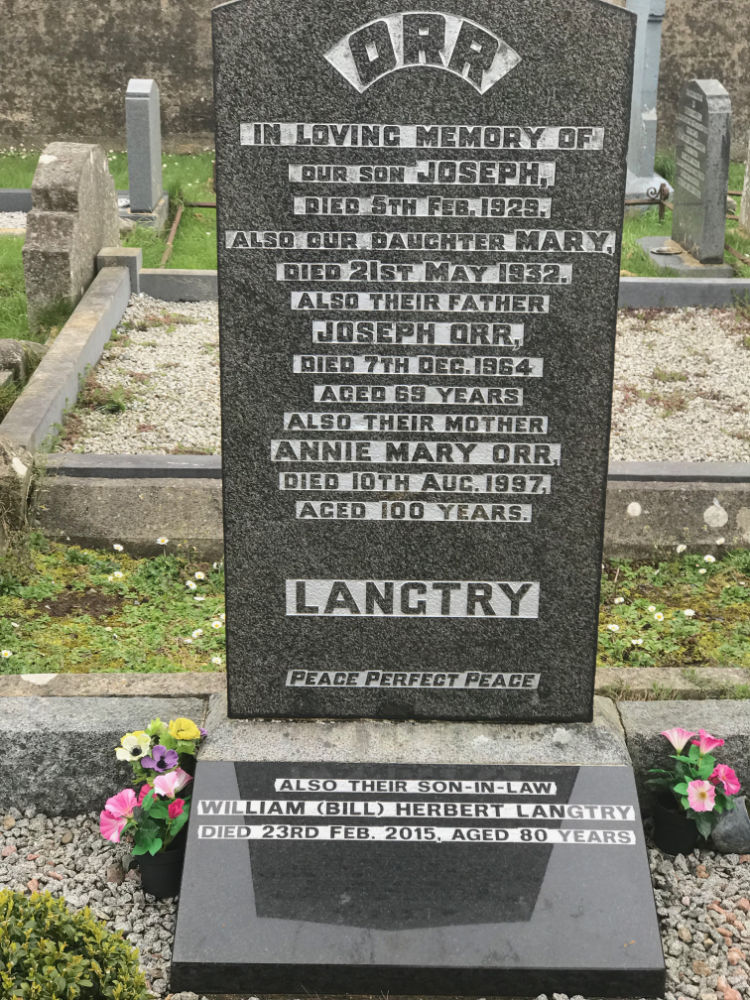 ORR
IN LOVING MEMORY OF
OUR SON JOSEPH,
DIED 5TH FEB. 1929.
ALSO OUR DAUGHTER MARY,
DIED 21ST MAY 1932.
ALSO THEIR FATHER
JOSEPH ORR,
DIED 7TH DEC. 1964
AGED 69 YEARS
ALSO THEIR MOTHER
ANNIE MARY ORR,
DIED 10TH AUG. 1997,
AGED 100 YEARS.
LANGTRY
PEACE PERFECT PEACE
ALSO THEIR SON-IN-LAW
WILLIAM (BILL) HERBERT LANGTRY
DIED 23RD FEB. 2015, AGED 80 YEARS